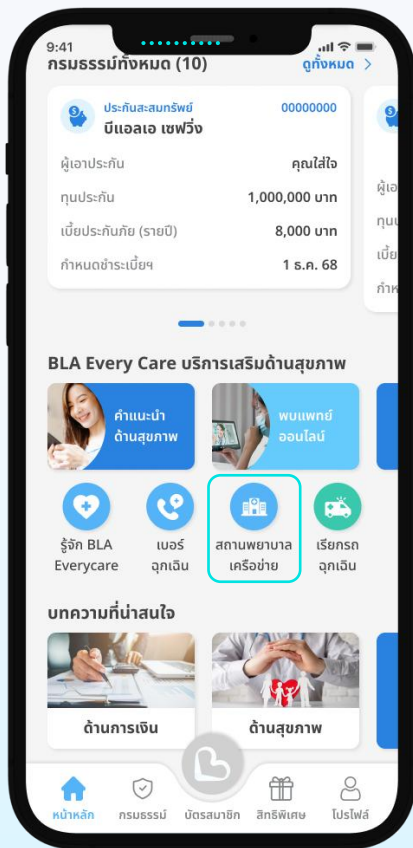 9:41
กรมธรรม์ทั้งหมด (10) ดูทั้งหมด >
ประกันสะสมทรัพย์ 00000000
บีแอลเอ เซฟวิ่ง
ผู้เอาประกัน คุณใส่ใจ
ทุนประกัน 1,000,000 บาท
เบี้ยประกันภัย (รายปี) 8,000 บาท
กำหนดชำระเบี้ยฯ 1 ธ.ค. 68
BLA Every Care บริการเสริมด้านสุขภาพ
คำแนะนำ
ด้านสุขภาพ
พบแพทย์
ออนไลน์
รู้จัก BLA
Everycare
เบอร์
ฉุกเฉิน
สถานพยาบาล
เครือข่าย
เรียกรถ
ฉุกเฉิน
บทความที่น่าสนใจ
ด้านการเงิน ด้านสุขภาพ
หน้าหลัก กรมธรรม์ บัตรสมาชิก สิทธิพิเศษ โปรไฟล์